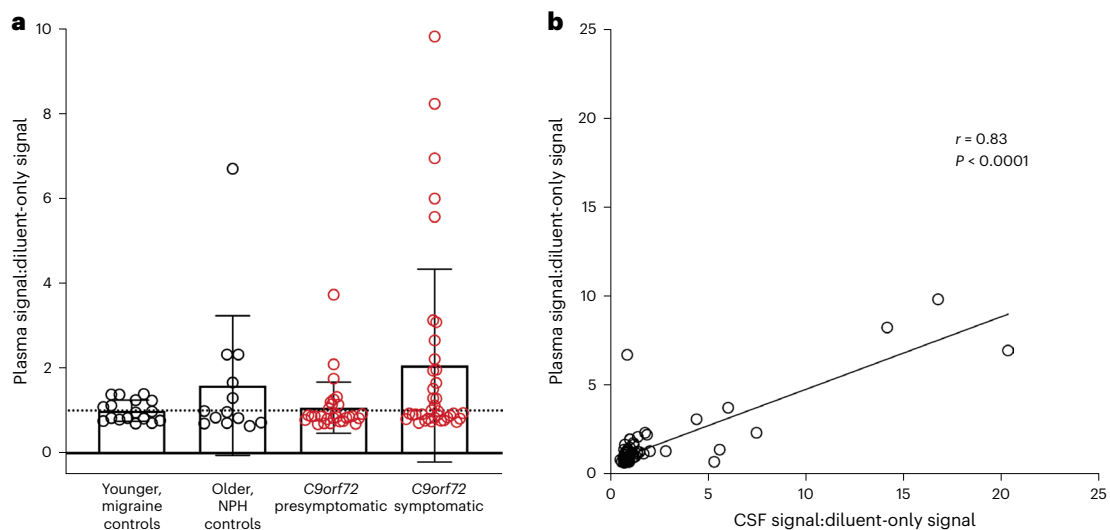 a
10
8
6
4
2
0
Plasma signal:diluent-only signal
Younger,
migraine
controls
Older,
NPH
controls
C9orf72
presymptomatic
C9orf72
symptomatic
b
25
20
15
10
5
0
Plasma signal:diluent-only signal
r = 0.83
P < 0.0001
0 5 10 15 20 25
CSF signal:diluent-only signal